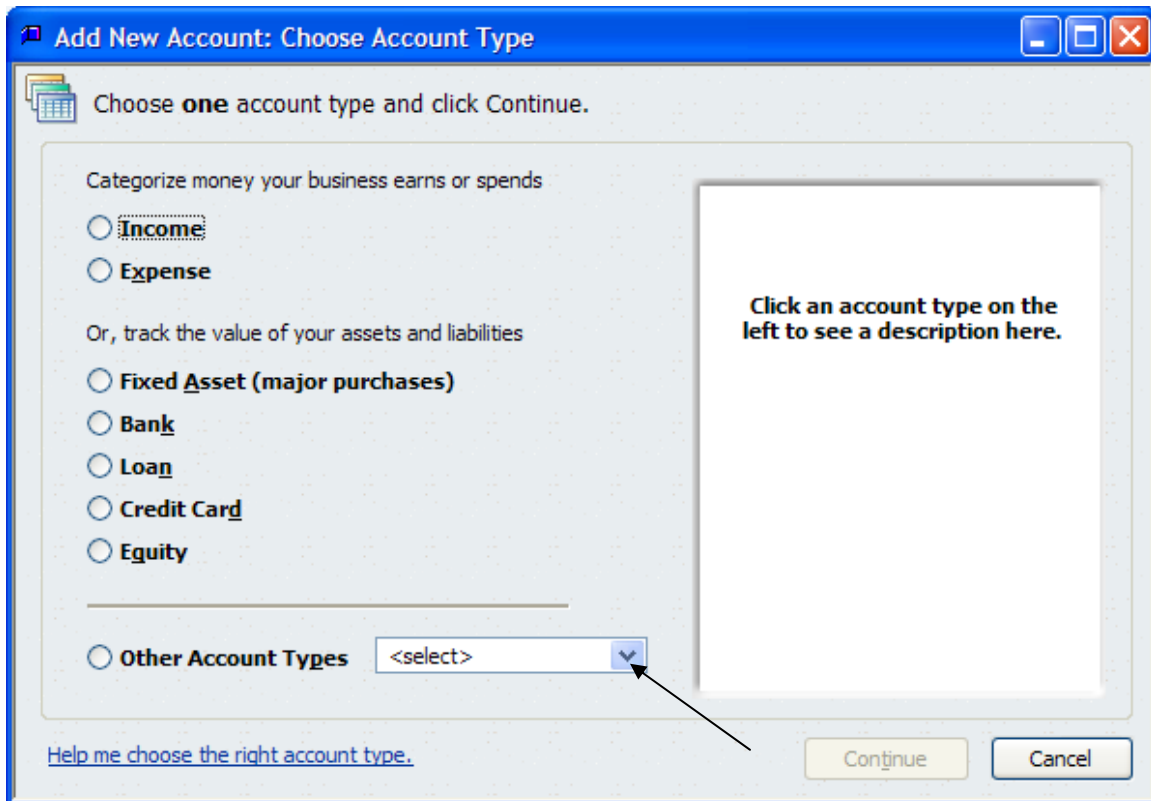 Add New Account: Choose Account Type
Choose one account type and click Continue.
Categorize money your business earns or spends
Income
Expense
Or, track the value of your assets and liabilities
Fixed Asset (major purchases)
Bank
Loan
Credit Card
Equity
Other Account Types
<select>
Click an account type on the
left to see a description here.
Help me choose the right account type.
Continue
Cancel